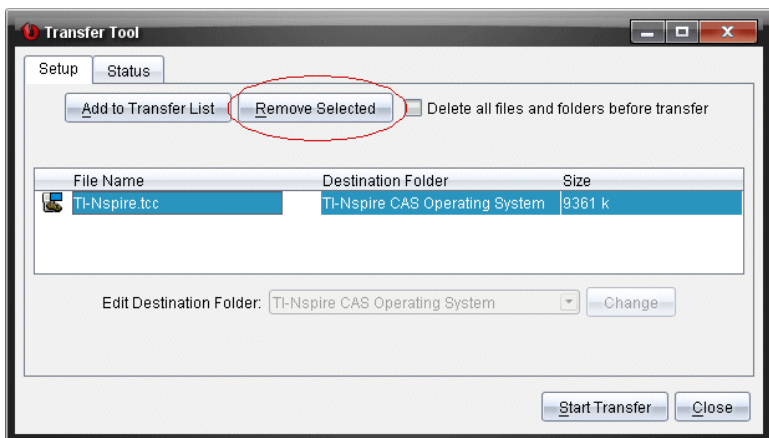 Transfer Tool
Setup Status
Add to Transfer List Remove Selected Delete all files and folders before transfer
File Name Destination Folder Size
TI-Nspire.tcc TI-Nspire CAS Operating System 9361 k
Edit Destination Folder: TI-Nspire CAS Operating System Change
Start Transfer Close